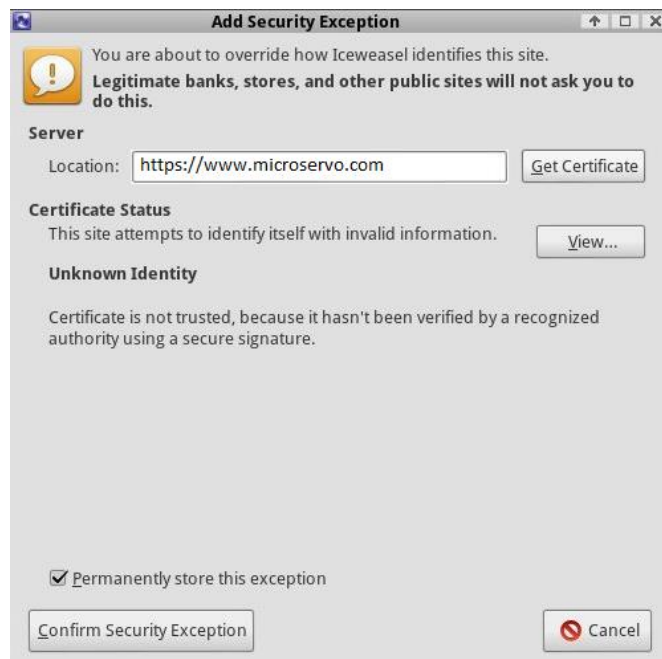 Add Security Exception
You are about to override how Iceweasel identifies this site.
Legitimate banks, stores, and other public sites will not ask you to
do this.
Server
Location: https://www.microservo.com Get Certificate
Certificate Status
This site attempts to identify itself with invalid information. View...
Unknown Identity
Certificate is not trusted, because it hasn't been verified by a recognized
authority using a secure signature.
Permanently store this exception
Confirm Security Exception Cancel